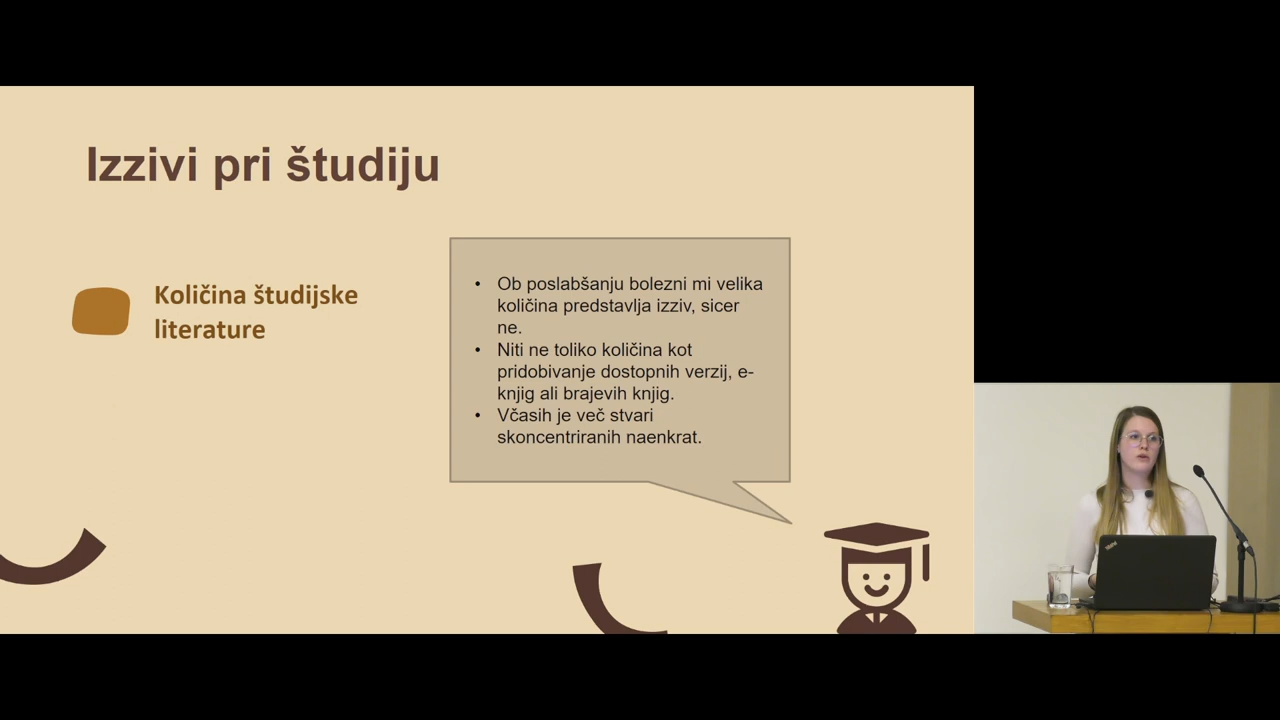 Izzivi pri študiju
Količina študijske
literature
• Ob poslabšanju bolezni mi velika
količina predstavlja izziv, sicer
ne.
• Niti ne toliko količina kot
pridobivanje dostopnih verzij, e-
knjig ali brajevih knjig.
• Včasih je več stvari
skoncentriranih naenkrat.